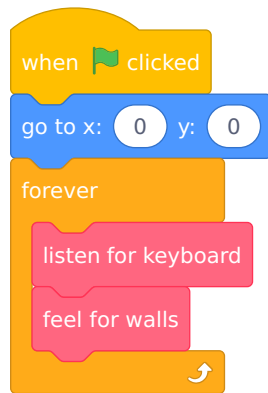 when clicked
go to x: 0 y: 0
forever
listen for keyboard
feel for walls